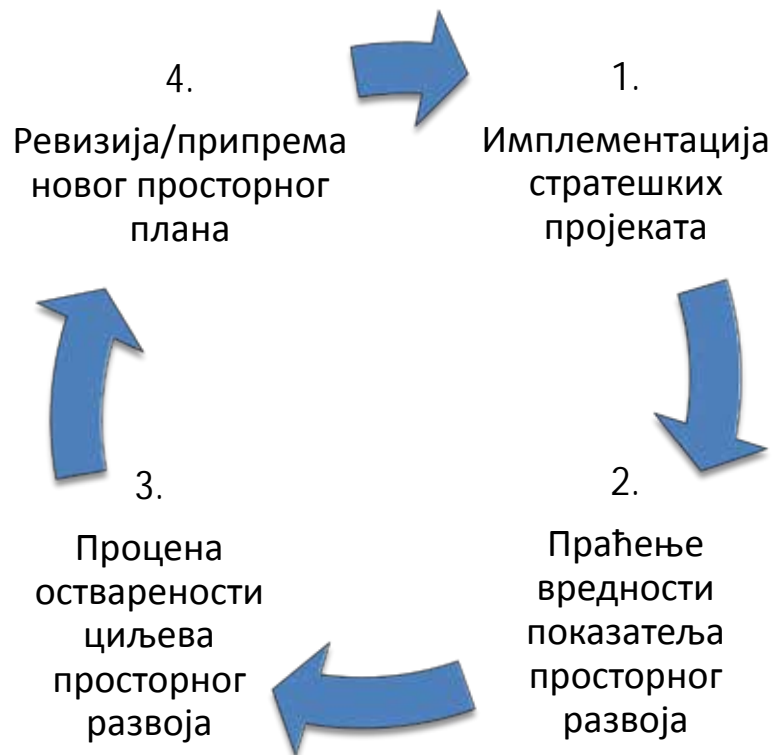 1.
Имплементација
стратешких
пројеката
2.
Праћење
вредности
показатеља
просторног
развоја
3.
Процена
остварености
циљева
просторног
развоја
4.
Ревизија/припрема
новог просторног
плана